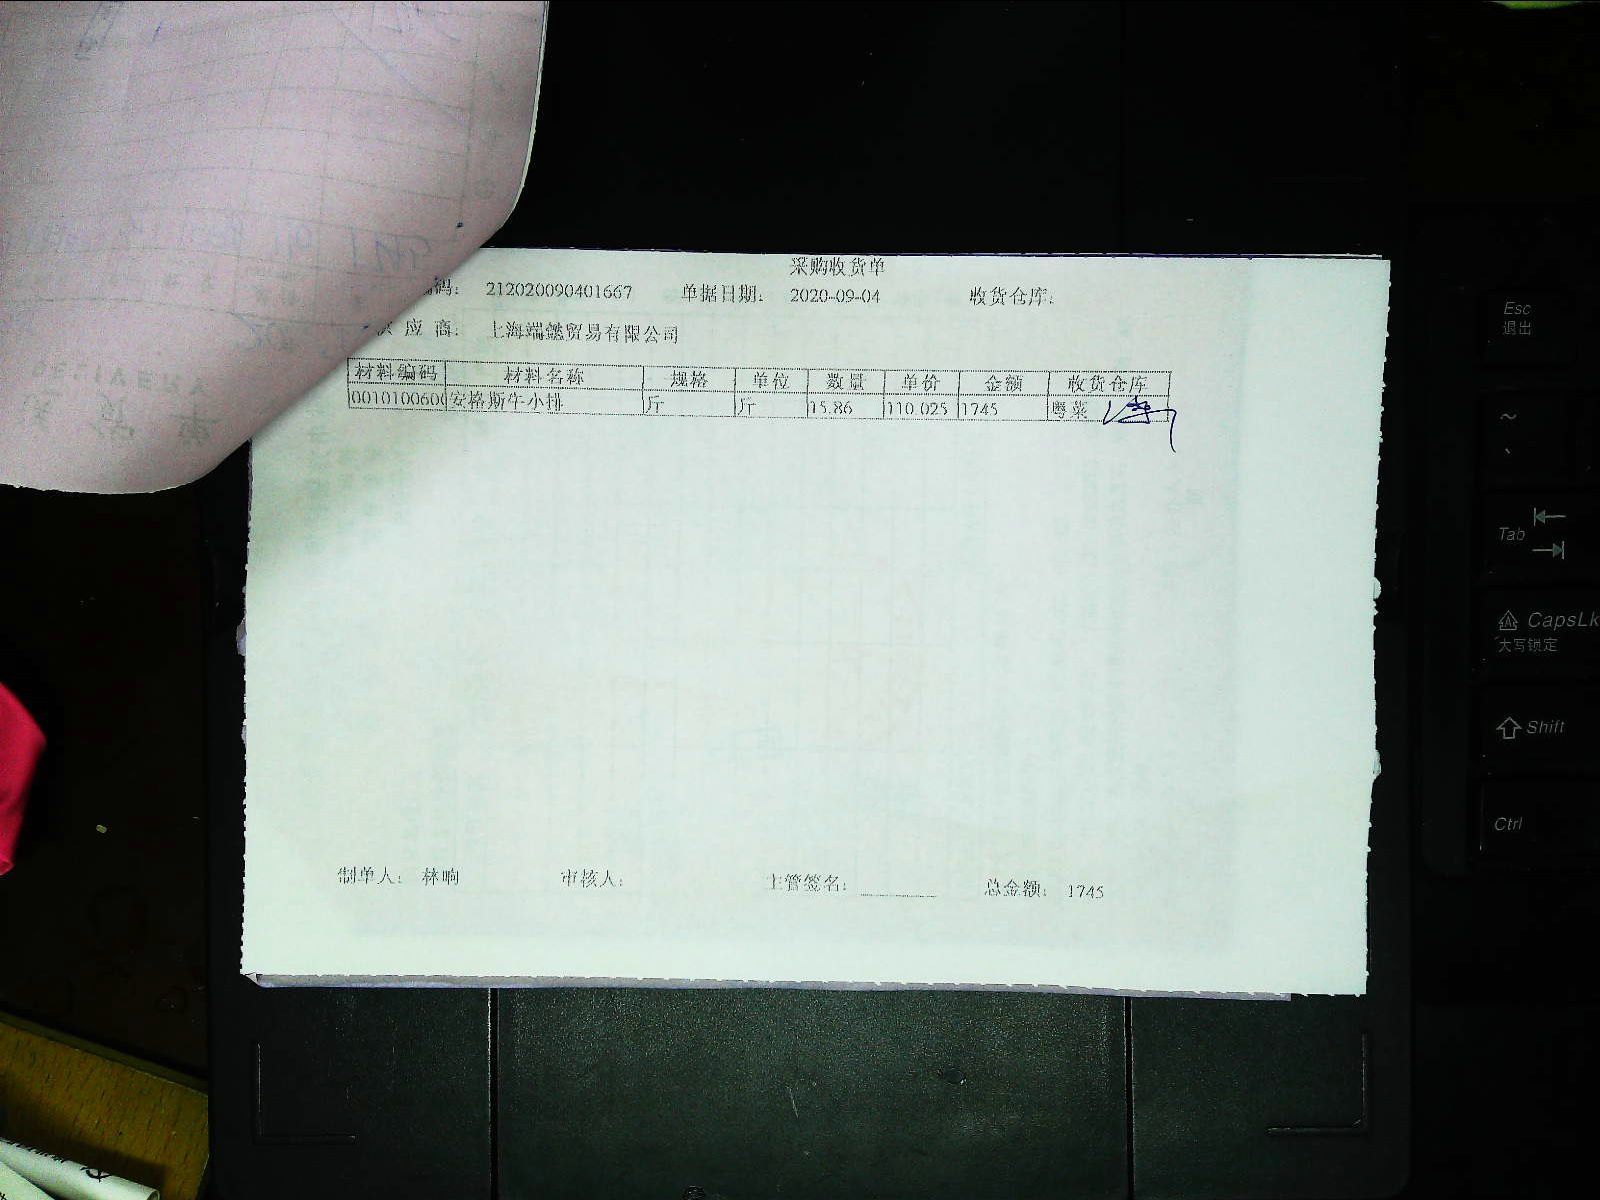 采购收货单
编码： 212020090401667 单据日期： 2020-09-04 收货仓库：
供 应 商： 上海端懿贸易有限公司
材料编码 材料名称 规格 单位 数量 单价 金额 收货仓库
0010100600 安格斯牛小排 斤 斤 15.86 110.025 1745 粤菜
制单人： 林响 审核人： 主管签名： 总金额： 1745
Esc
退出
~
Tab
CapsLk
大写锁定
Shift
Ctrl